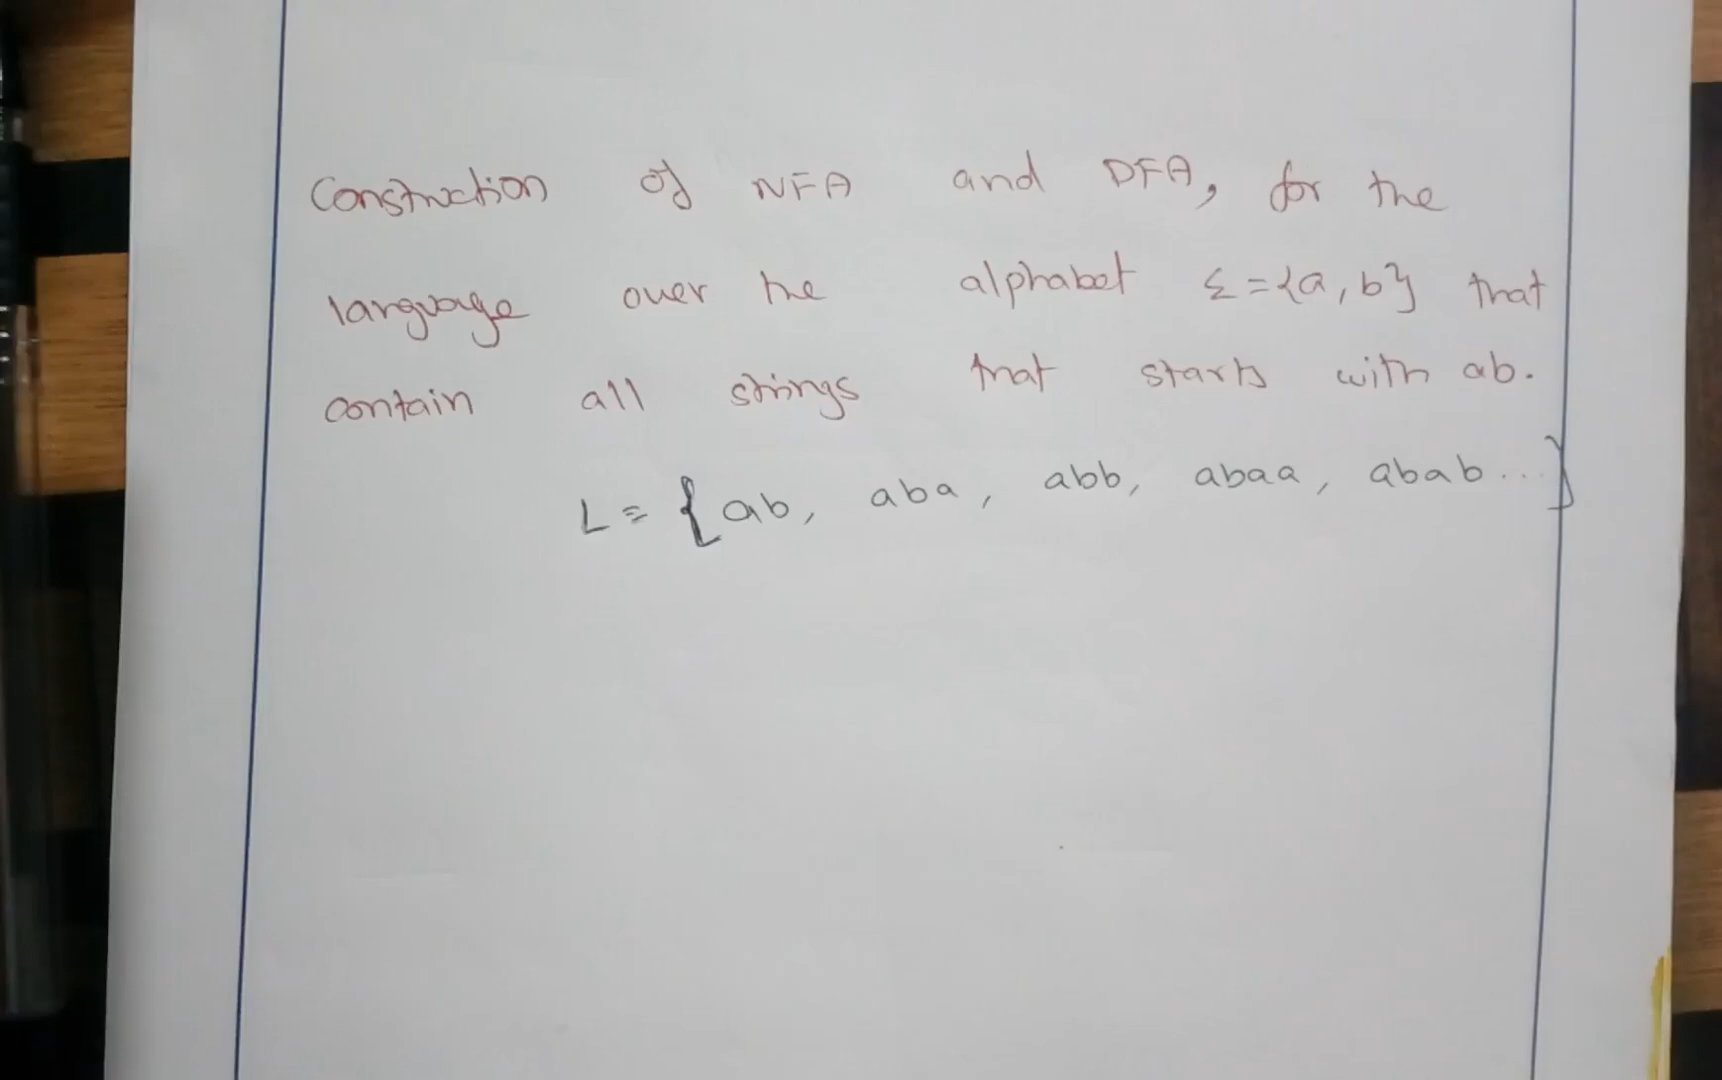 Construction of NFA and DFA, for the
language over the alphabet Σ={a,b} that
contain all strings that starts with ab.
L = {ab, aba, abb, abaa, abab...}